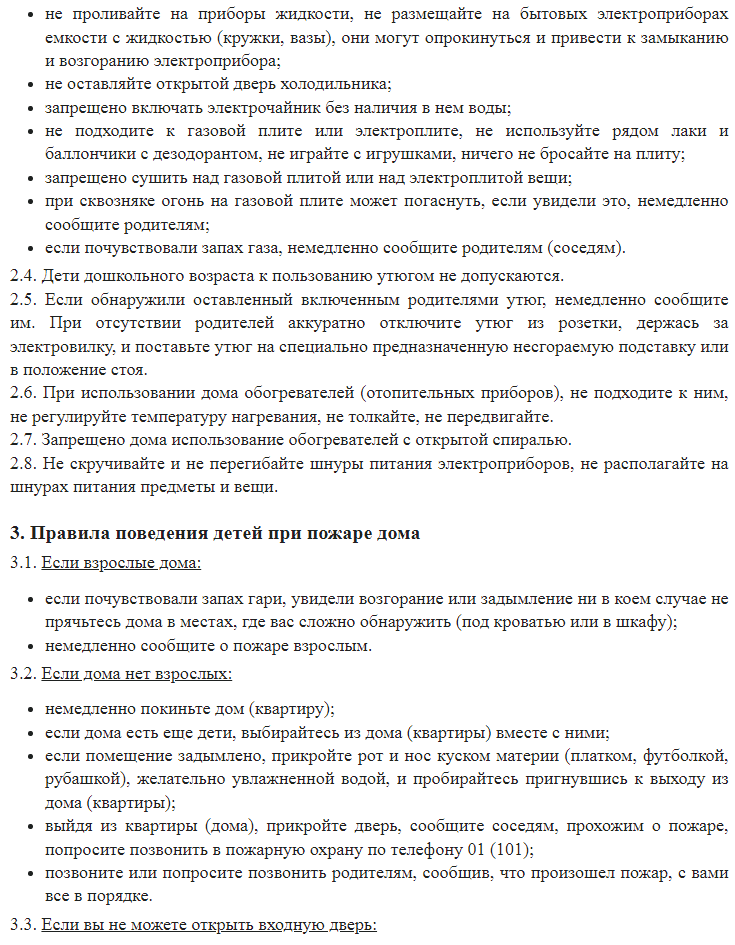 • не проливайте на приборы жидкости, не размещайте на бытовых электроприборах
емкости с жидкостью (кружки, вазы), они могут опрокинуться и привести к замыканию
и возгоранию электроприбора;
• не оставляйте открытой дверь холодильника;
• запрещено включать электрочайник без наличия в нем воды;
• не подходите к газовой плите или электроплите, не используйте рядом лаки и
баллончики с дезодорантом, не играйте с игрушками, ничего не бросайте на плиту;
• запрещено сушить над газовой плитой или над электроплитой вещи;
• при сквозняке огонь на газовой плите может погаснуть, если увидели это, немедленно
сообщите родителям;
• если почувствовали запах газа, немедленно сообщите родителям (соседям).
2.4. Дети дошкольного возраста к пользованию утюгом не допускаются.
2.5. Если обнаружили оставленный включенным родителями утюг, немедленно сообщите
им. При отсутствии родителей аккуратно отключите утюг из розетки, держась за
электровилку, и поставьте утюг на специально предназначенную несгораемую подставку или
в положение стоя.
2.6. При использовании дома обогревателей (отопительных приборов), не подходите к ним,
не регулируйте температуру нагревания, не толкайте, не передвигайте.
2.7. Запрещено дома использование обогревателей с открытой спиралью.
2.8. Не скручивайте и не перегибайте шнуры питания электроприборов, не располагайте на
шнурах питания предметы и вещи.
3. Правила поведения детей при пожаре дома
3.1. Если взрослые дома:
• если почувствовали запах гари, увидели возгорание или задымление ни в коем случае не
прячьтесь дома в местах, где вас сложно обнаружить (под кроватью или в шкафу);
• немедленно сообщите о пожаре взрослым.
3.2. Если дома нет взрослых:
• немедленно покиньте дом (квартиру);
• если дома есть еще дети, выбирайтесь из дома (квартиры) вместе с ними;
• если помещение задымлено, прикройте рот и нос куском материи (платком, футболкой,
рубашкой), желательно увлажненной водой, и пробирайтесь пригнувшись к выходу из
дома (квартиры);
• выйдя из квартиры (дома), прикройте дверь, сообщите соседям, прохожим о пожаре,
попросите позвонить в пожарную охрану по телефону 01 (101);
• позвоните или попросите позвонить родителям, сообщив, что произошел пожар, с вами
все в порядке.
3.3. Если вы не можете открыть входную дверь: